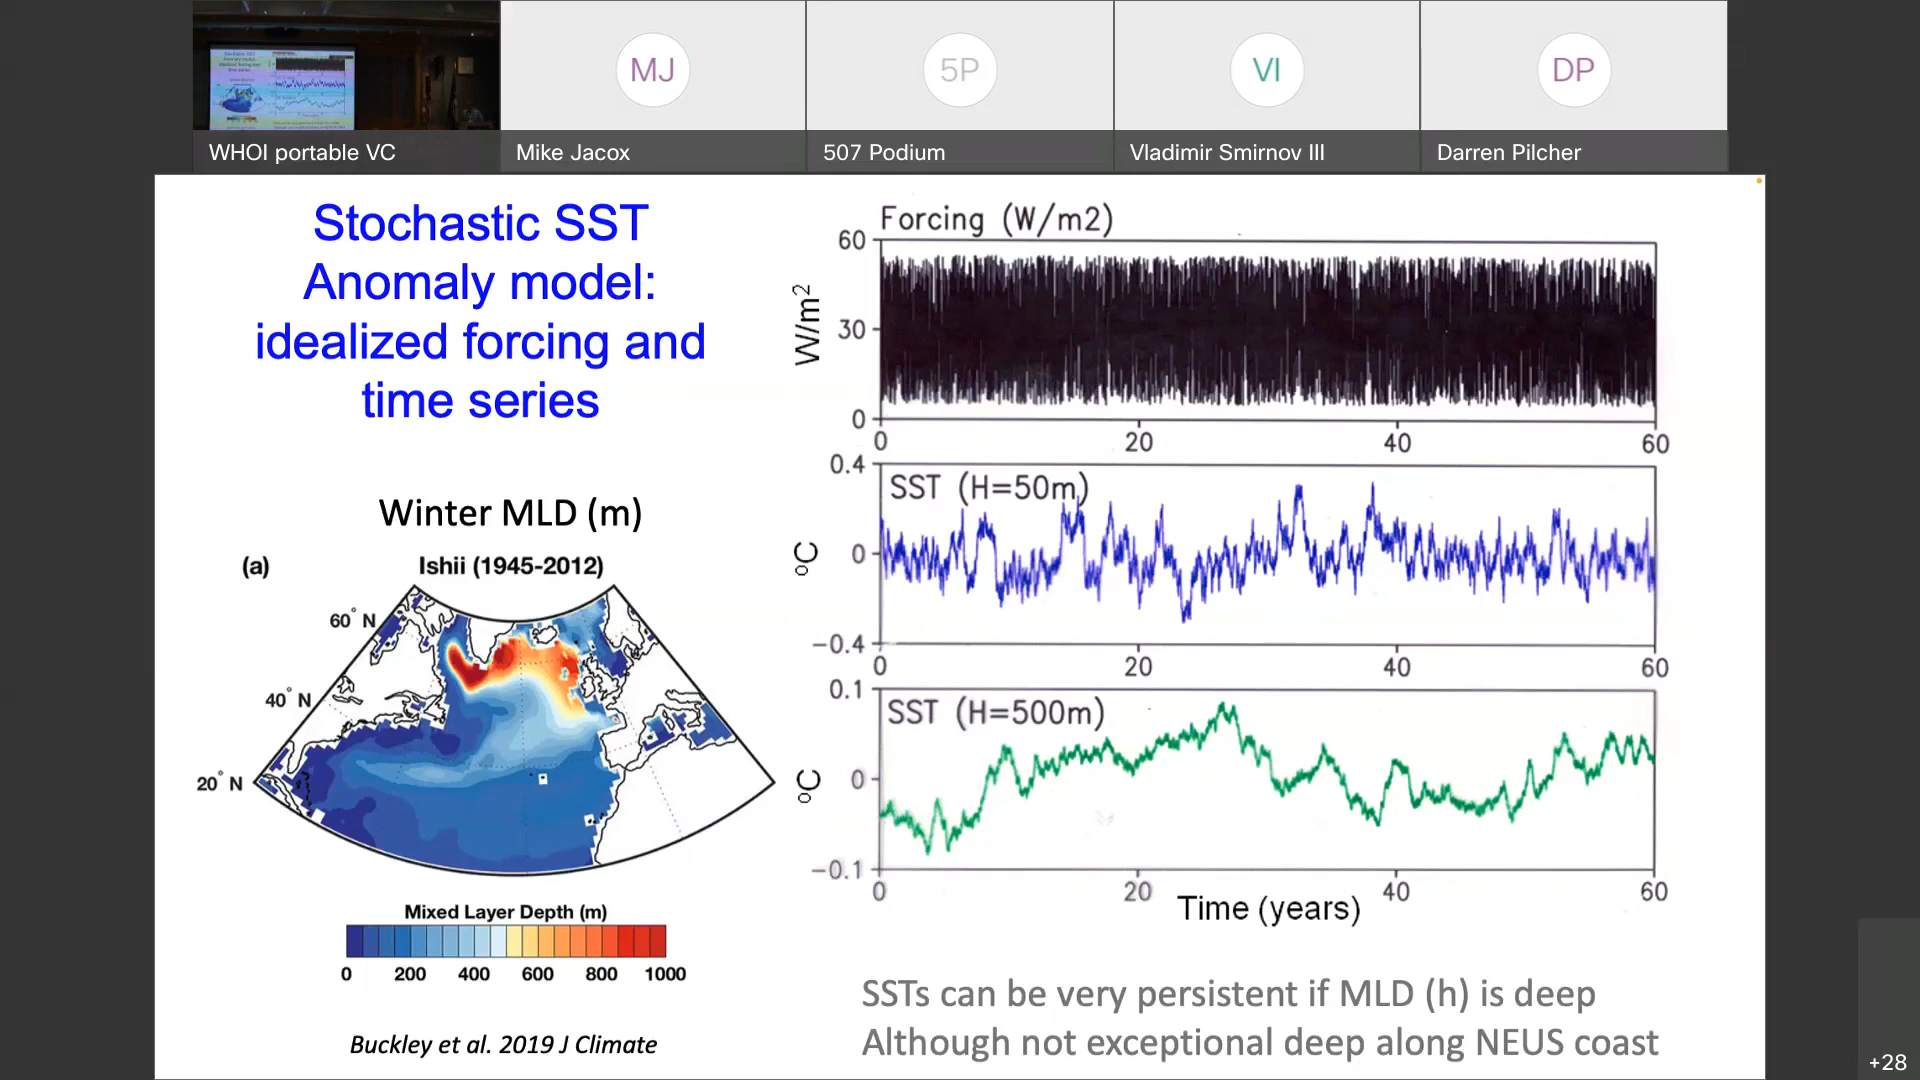 MJ
5P
VI
DP
WHOI portable VC
Mike Jacox
507 Podium
Vladimir Smirnov III
Darren Pilcher
Stochastic SST
Anomaly model:
idealized forcing and
time series
Winter MLD (m)
(a)
Ishii (1945-2012)
60° N
40° N
20° N
Mixed Layer Depth (m)
0 200 400 600 800 1000
Buckley et al. 2019 J Climate
Forcing (W/m2)
W/m2
60
30
0
0 20 40 60
SST (H=50m)
°C
0.4
0
−0.4
0 20 40 60
SST (H=500m)
°C
0.1
0
−0.1
0 20 40 60
Time (years)
SSTs can be very persistent if MLD (h) is deep
Although not exceptional deep along NEUS coast
+28